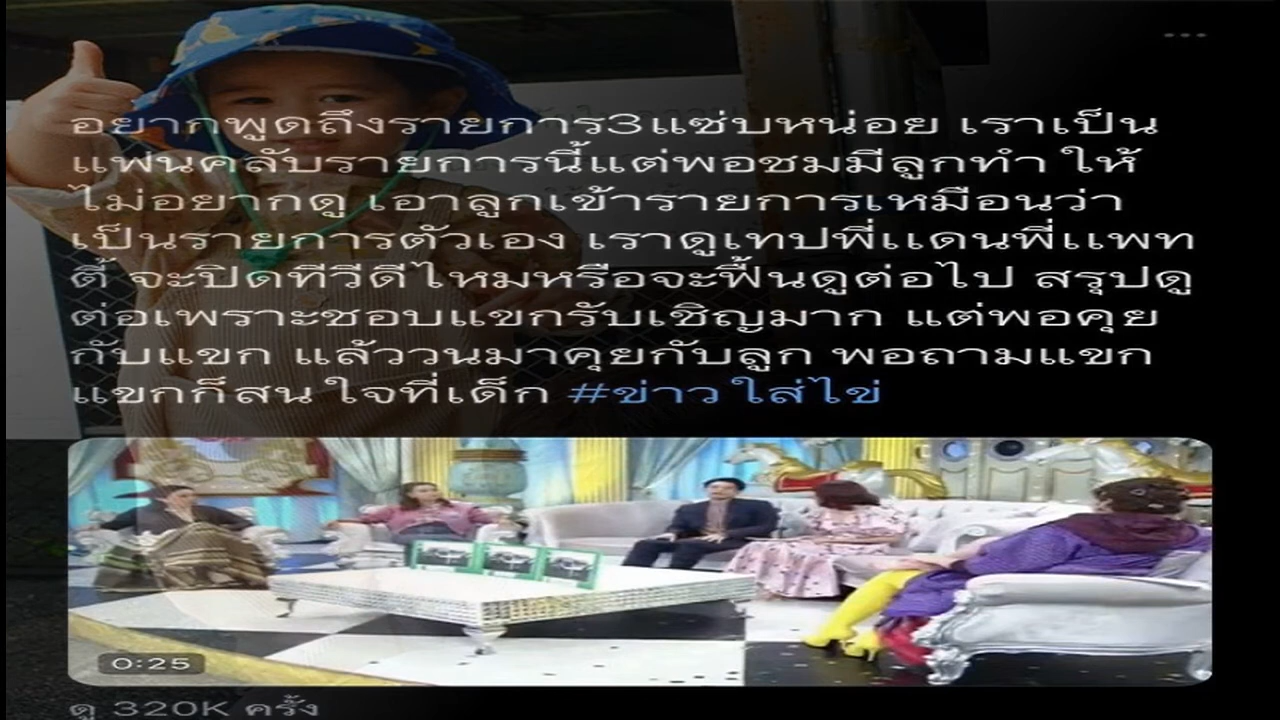 อยากพูดถึงรายการ3แซ่บหน่อย เราเป็น
แฟนคลับรายการนี้แต่พอชมมีลูกทำ ให้
ไม่อยากดู เอาลูกเข้ารายการเหมือนว่า
เป็นรายการตัวเอง เราดูเทปพี่เเดนพี่เเพท
ตี้ จะปิดทีวีดีไหมหรือจะฟื้นดูต่อไป สรุปดู
ต่อเพราะชอบแขกรับเชิญมาก แต่พอคุย
กับแขก แล้ววนมาคุยกับลูก พอถามแขก
แขกก็สนใจที่เด็ก #ข่าวใส่ไข่
0:25
ดู 320K ครั้ง